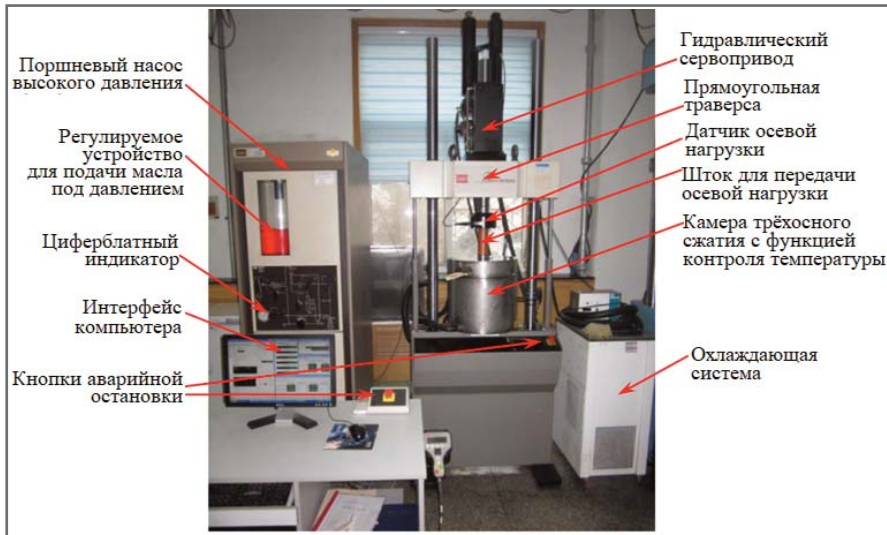 Поршневый насос
высокого давления
Регулируемое
устройство
для подачи масла
под давлением
Циферблатный
индикатор
Интерфейс
компьютера
Кнопки аварийной
остановки
Гидравлический
сервопривод
Прямоугольная
траверса
Датчик осевой
нагрузки
Шток для передачи
осевой нагрузки
Камера трёхосного
сжатия с функцией
контроля температуры
Охлаждающая
система